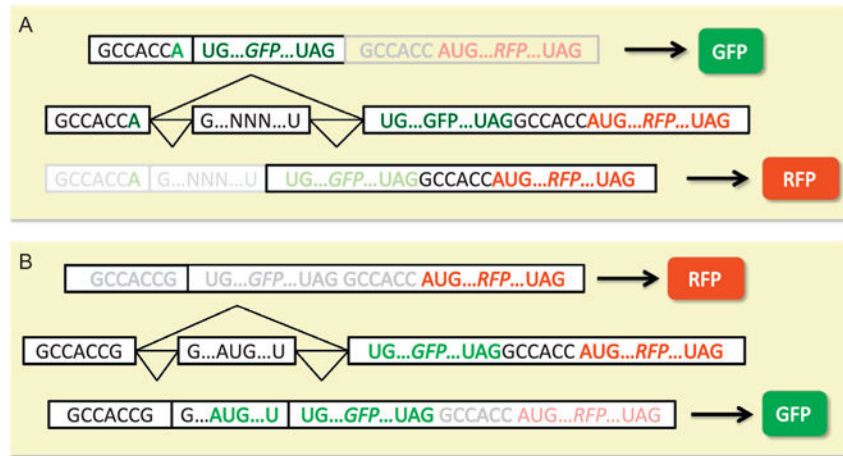 A
GCCACCA UG...GFP...UAG GCCACC AUG...RFP...UAG GFP
GCCACCA G...NNN...U UG...GFP...UAGGCCACCAUG...RFP...UAG
GCCACCA G...NNN...U UG...GFP...UAGGCCACCAUG...RFP...UAG RFP
B
GCCACCG UG...GFP...UAG GCCACC AUG...RFP...UAG RFP
GCCACCG G...AUG...U UG...GFP...UAGGCCACC AUG...RFP...UAG
GCCACCG G...AUG...U UG...GFP...UAG GCCACC AUG...RFP...UAG GFP